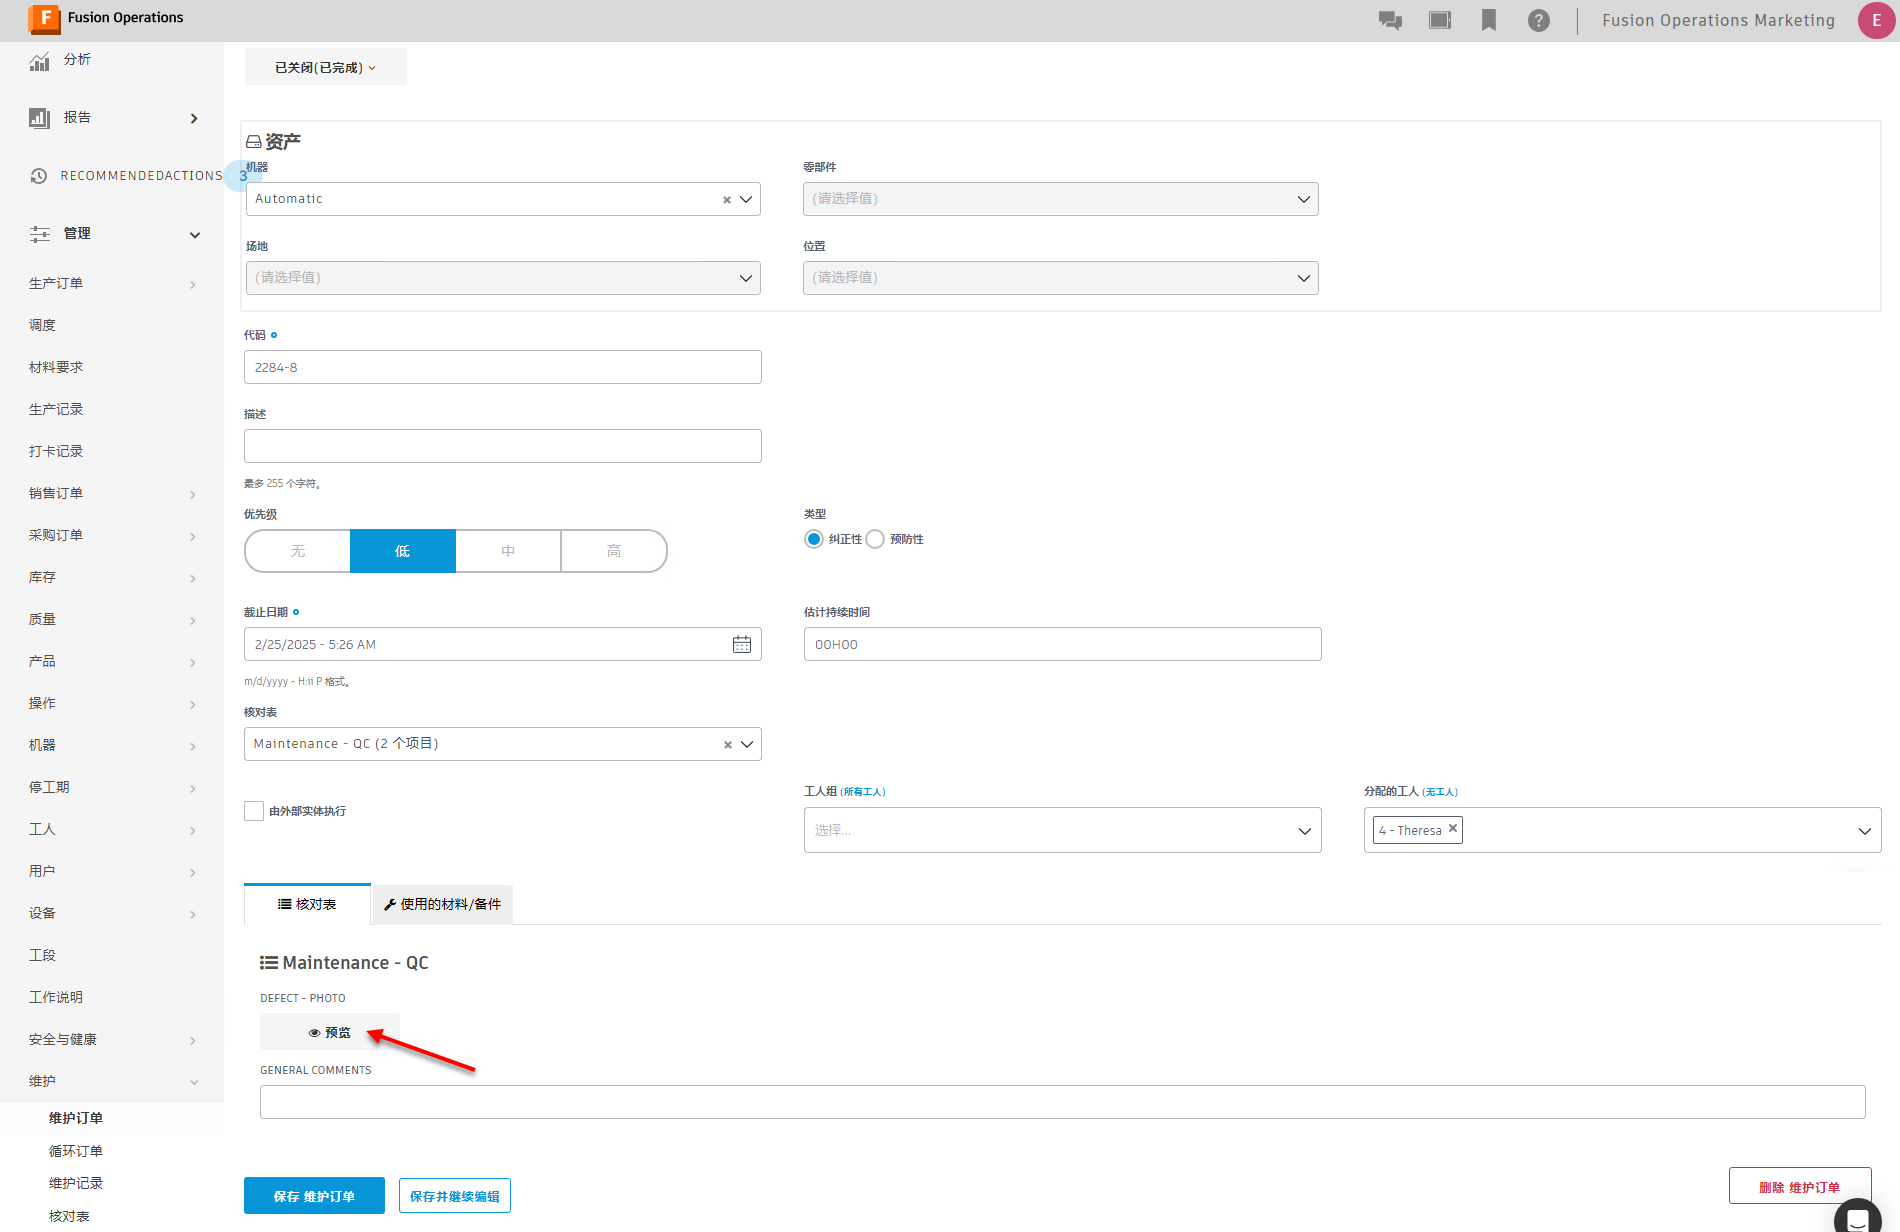 Fusion Operations
Fusion Operations Marketing
E
分析
报告
RECOMMENDEDACTIONS
3
管理
生产订单
调度
材料要求
生产记录
打卡记录
销售订单
采购订单
库存
质量
产品
操作
机器
停工期
工人
用户
设备
工段
工作说明
安全与健康
维护
维护订单
循环订单
维护记录
核对表
已关闭(已完成)
资产
机器
零部件
Automatic
(请选择值)
场地
位置
(请选择值)
(请选择值)
代码
2284-8
描述
最多 255 个字符。
优先级
类型
无
低
中
高
纠正性
预防性
截止日期
估计持续时间
2/25/2025 - 5:26 AM
00H00
m/d/yyyy - H:ii P 格式。
核对表
Maintenance - QC (2 个项目)
由外部实体执行
工人组 (所有工人)
分配的工人 (无工人)
选择...
4 - Theresa
核对表
使用的材料/备件
Maintenance - QC
DEFECT - PHOTO
预览
GENERAL COMMENTS
保存 维护订单
保存并继续编辑
删除 维护订单